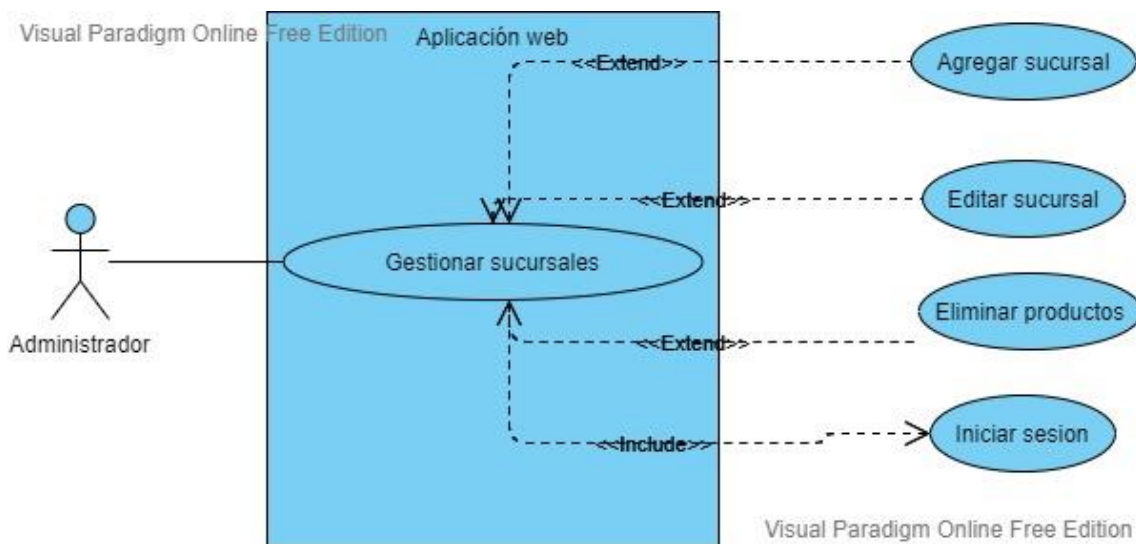 Visual Paradigm Online Free Edition
Aplicación web
<<Extend>>
Agregar sucursal
<<Extend>>
Editar sucursal
Gestionar sucursales
Eliminar productos
<<Extend>>
Administrador
<<Include>>
Iniciar sesion
Visual Paradigm Online Free Edition